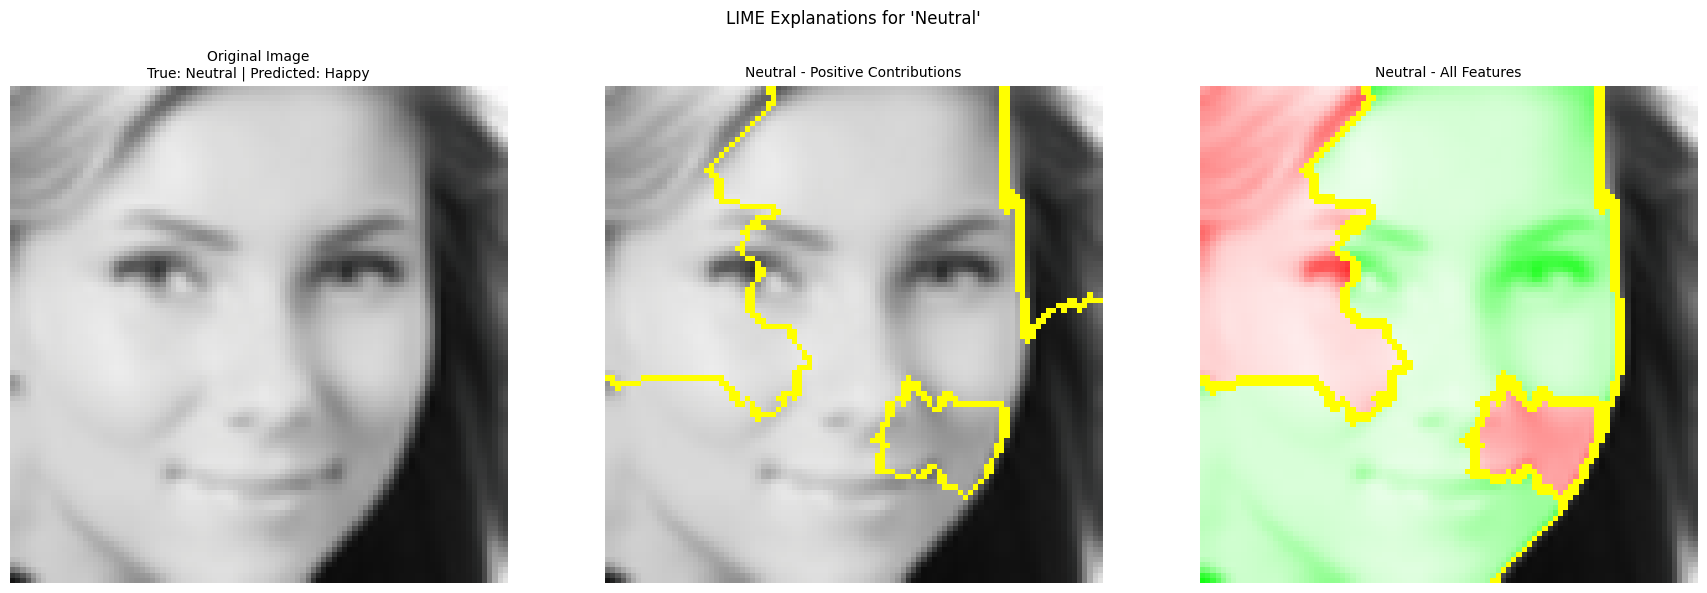 LIME Explanations for 'Neutral'
Original Image
True: Neutral | Predicted: Happy
Neutral - Positive Contributions
Neutral - All Features